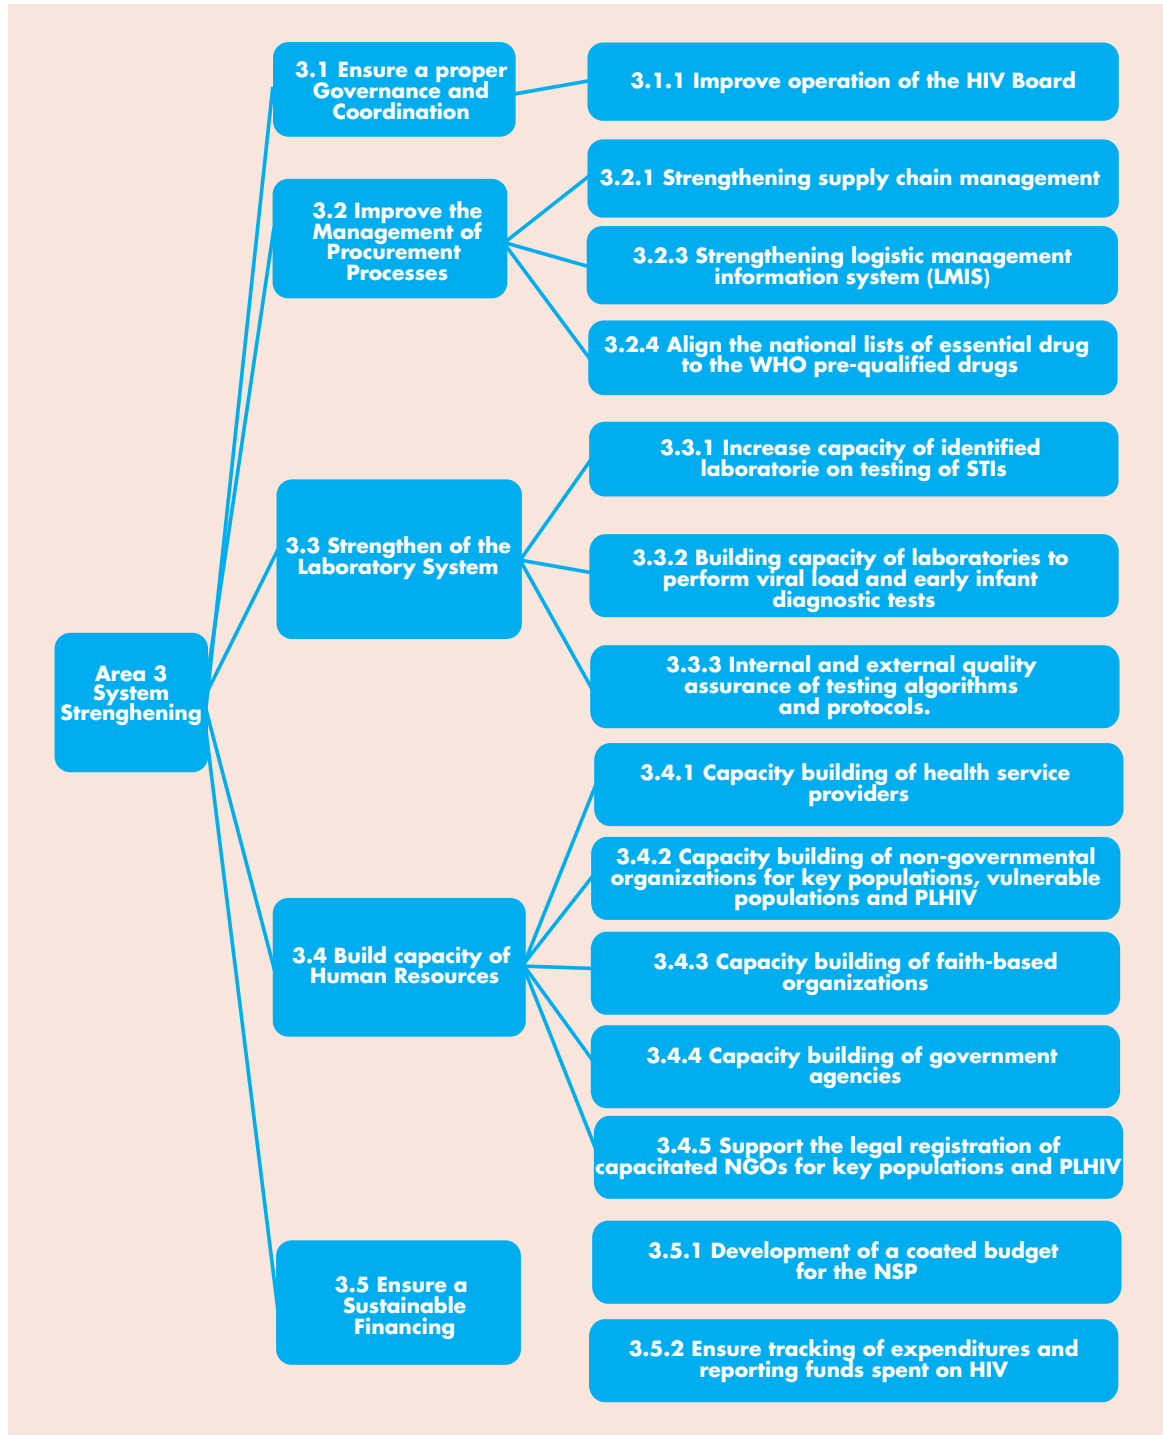 Area 3
System
Strenghening
3.1 Ensure a proper
Governance and
Coordination
3.1.1 Improve operation of the HIV Board
3.2 Improve the
Management of
Procurement
Processes
3.2.1 Strengthening supply chain management
3.2.3 Strengthening logistic management
information system (LMIS)
3.2.4 Align the national lists of essential drug
to the WHO pre-qualified drugs
3.3 Strengthen of the
Laboratory System
3.3.1 Increase capacity of identified
laboratorie on testing of STIs
3.3.2 Building capacity of laboratories to
perform viral load and early infant
diagnostic tests
3.3.3 Internal and external quality
assurance of testing algorithms
and protocols.
3.4 Build capacity of
Human Resources
3.4.1 Capacity building of health service
providers
3.4.2 Capacity building of non-governmental
organizations for key populations, vulnerable
populations and PLHIV
3.4.3 Capacity building of faith-based
organizations
3.4.4 Capacity building of government
agencies
3.4.5 Support the legal registration of
capacitated NGOs for key populations and PLHIV
3.5 Ensure a
Sustainable
Financing
3.5.1 Development of a coated budget
for the NSP
3.5.2 Ensure tracking of expenditures and
reporting funds spent on HIV